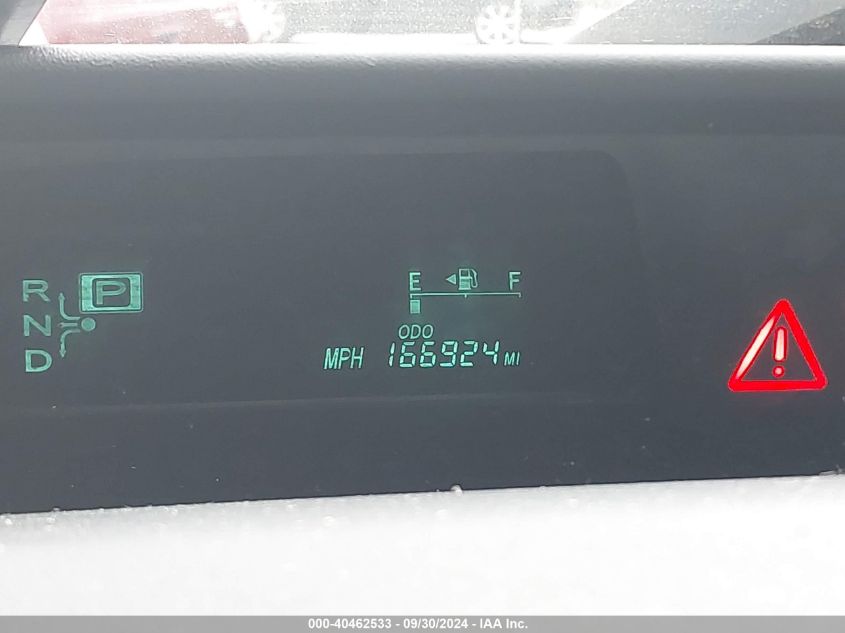 E F
R P
N
D
ODO
MPH 166924 MI
000-40462533 - 09/30/2024 - IAA Inc.